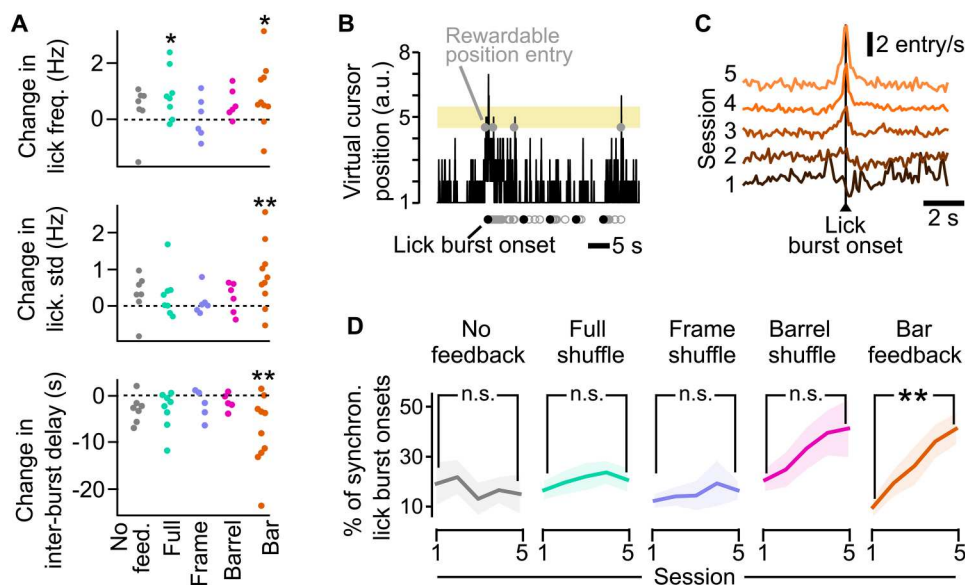 A
Change in
lick freq. (Hz)
2
0
*
*
Change in
lick. std (Hz)
2
1
0
**
Change in
inter-burst delay (s)
0
-10
-20
**
No
feed.
Full
Frame
Barrel
Bar
B
Rewardable
position entry
Virtual cursor
position (a.u.)
8
5
1
Lick burst onset
5 s
C
2 entry/s
Session
5
4
3
2
1
Lick
burst onset
2 s
D
No
feedback
Full
shuffle
Frame
shuffle
Barrel
shuffle
Bar
feedback
n.s.
n.s.
n.s.
n.s.
**
% of synchron.
lick burst onsets
50
30
10
1 5
1 5
1 5
1 5
1 5
Session